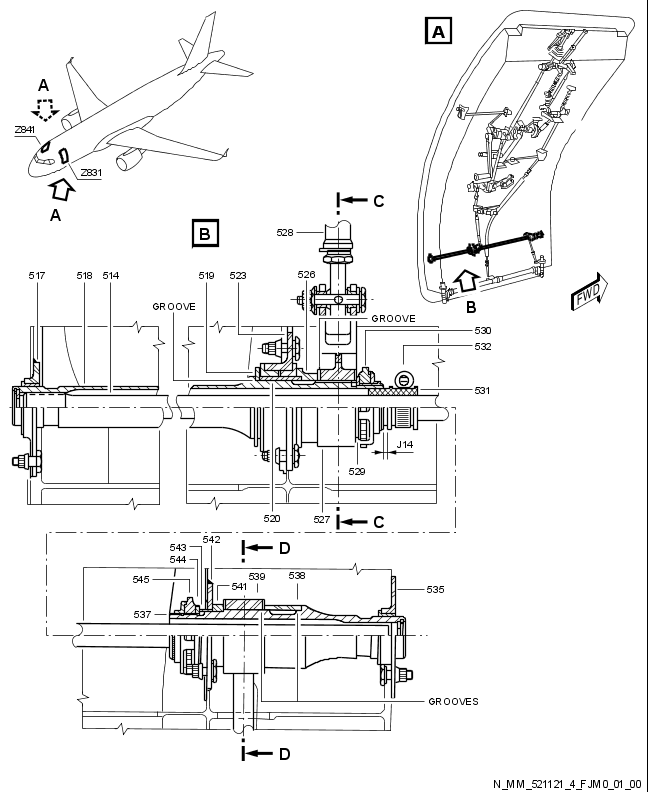 A
A
Z841
Z831
A
A
B
FWD
C
528
B
517
518
514
519
523
526
GROOVE
GROOVE
530
532
531
J14
529
520
527
C
D
542
543
544
545
541
539
538
535
537
GROOVES
D
N_MM_521121_4_FJM0_01_00